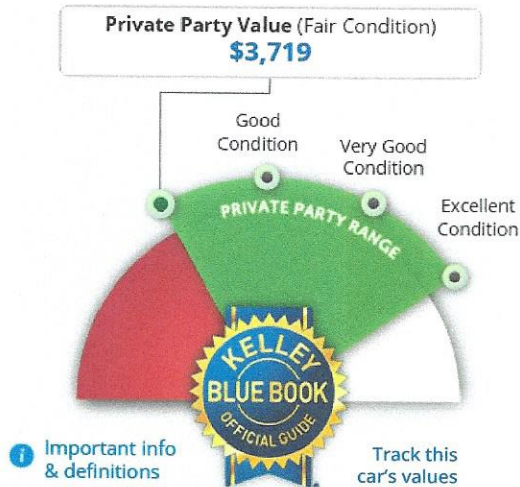 Private Party Value (Fair Condition)
$3,719
Good
Condition
Very Good
Condition
Excellent
Condition
PRIVATE PARTY RANGE
KELLEY
BLUE BOOK
OFFICIAL GUIDE
i Important info
& definitions
Track this
car's values